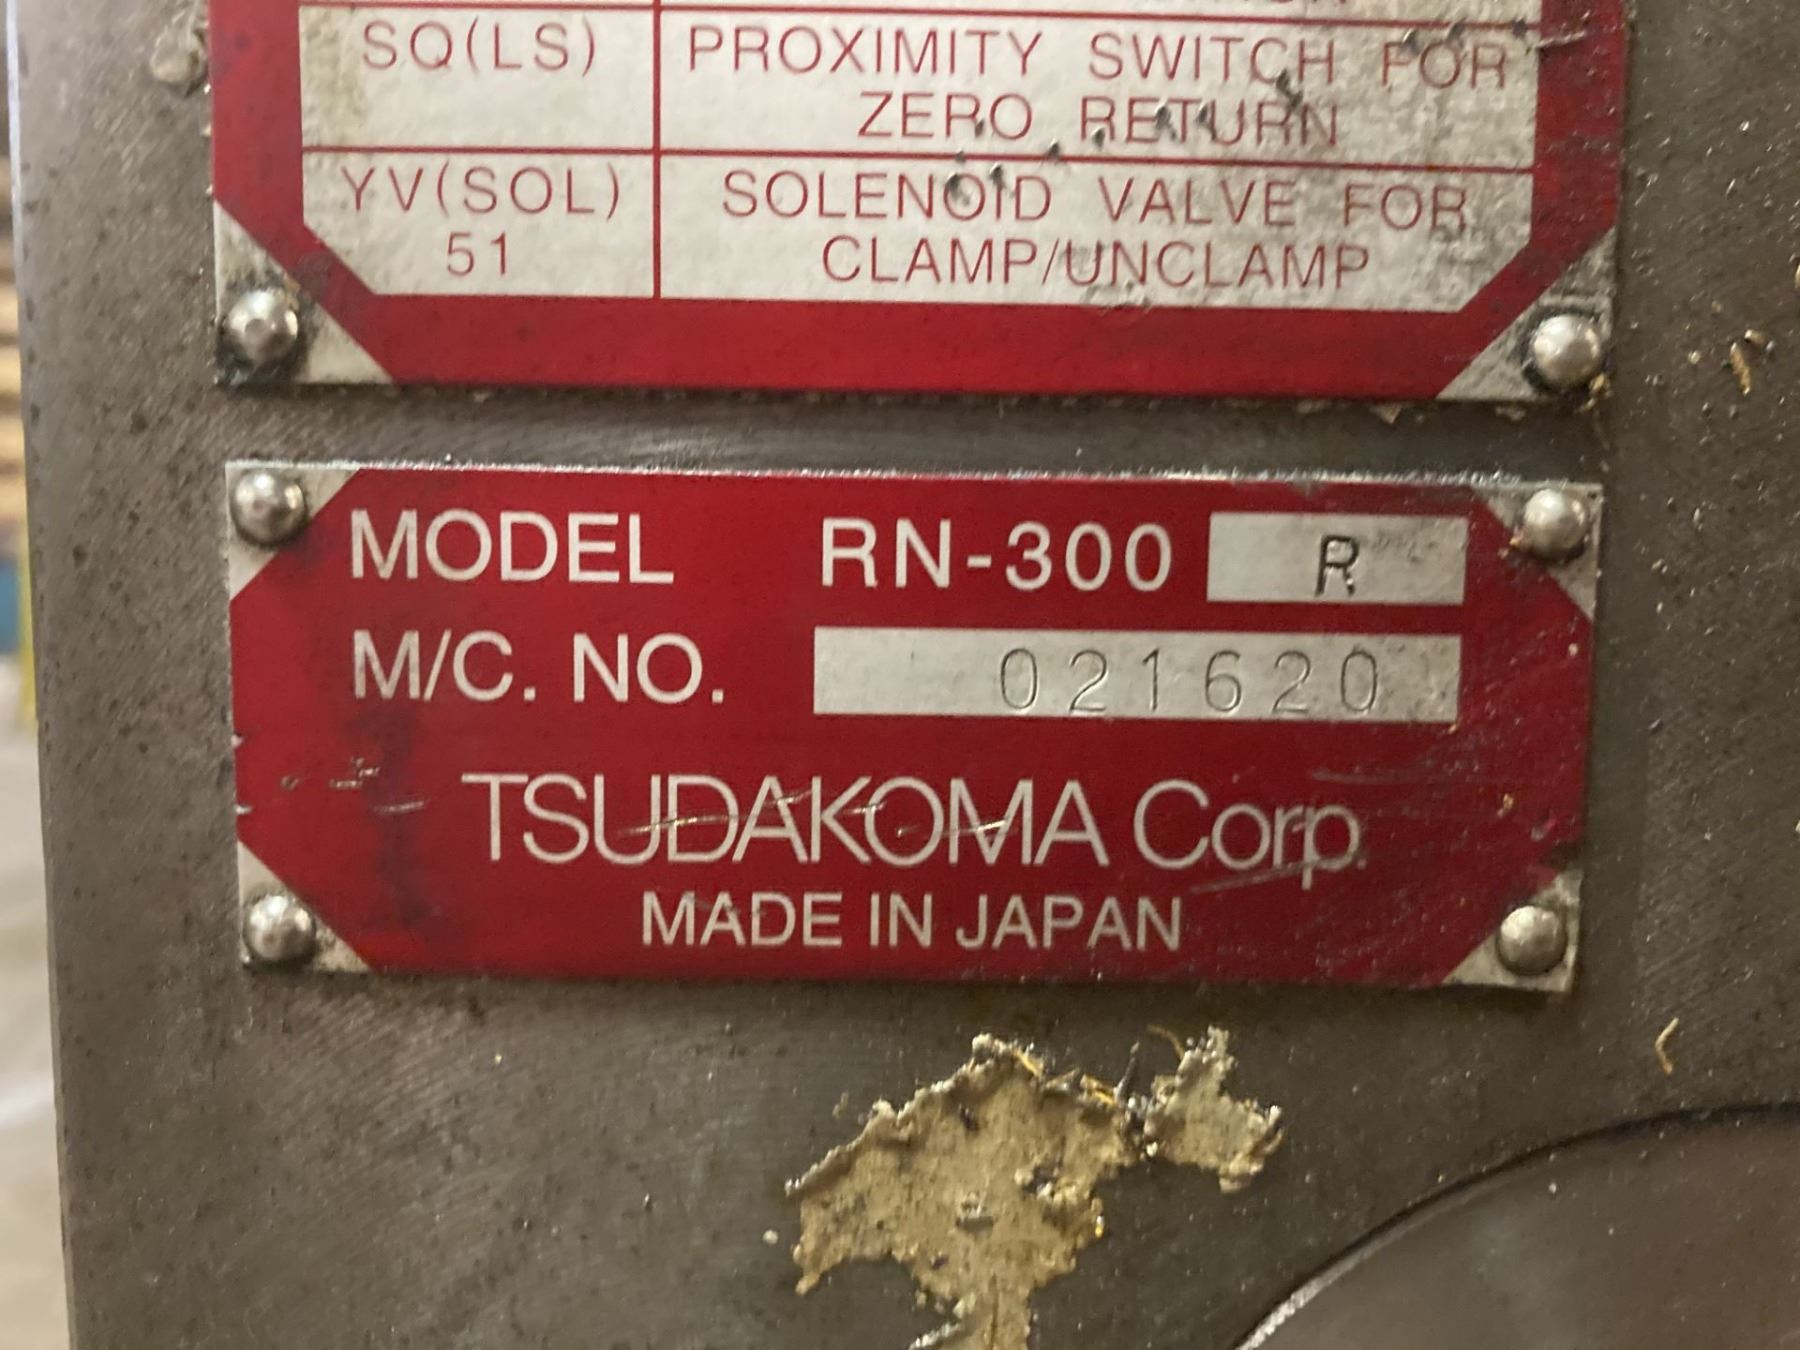 SQ(LS) PROXIMITY SWITCH FOR
ZERO RETURN
YV(SOL) SOLENOID VALVE FOR
51 CLAMP/UNCLAMP
MODEL RN-300 R
M/C. NO. 021620
TSUDAKOMA Corp.
MADE IN JAPAN